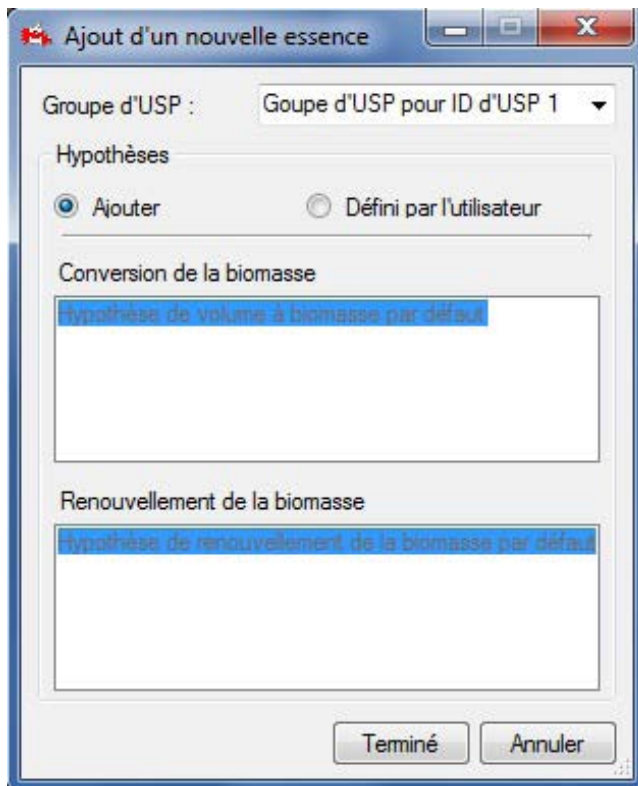 Ajout d'un nouvelle essence
Groupe d'USP :
Goupe d'USP pour ID d'USP 1
Hypothèses
Ajouter
Défini par l'utilisateur
Conversion de la biomasse
Hypothèse de volume à biomasse par défaut
Renouvellement de la biomasse
Hypothèse de renouvellement de la biomasse par défaut
Terminé
Annuler